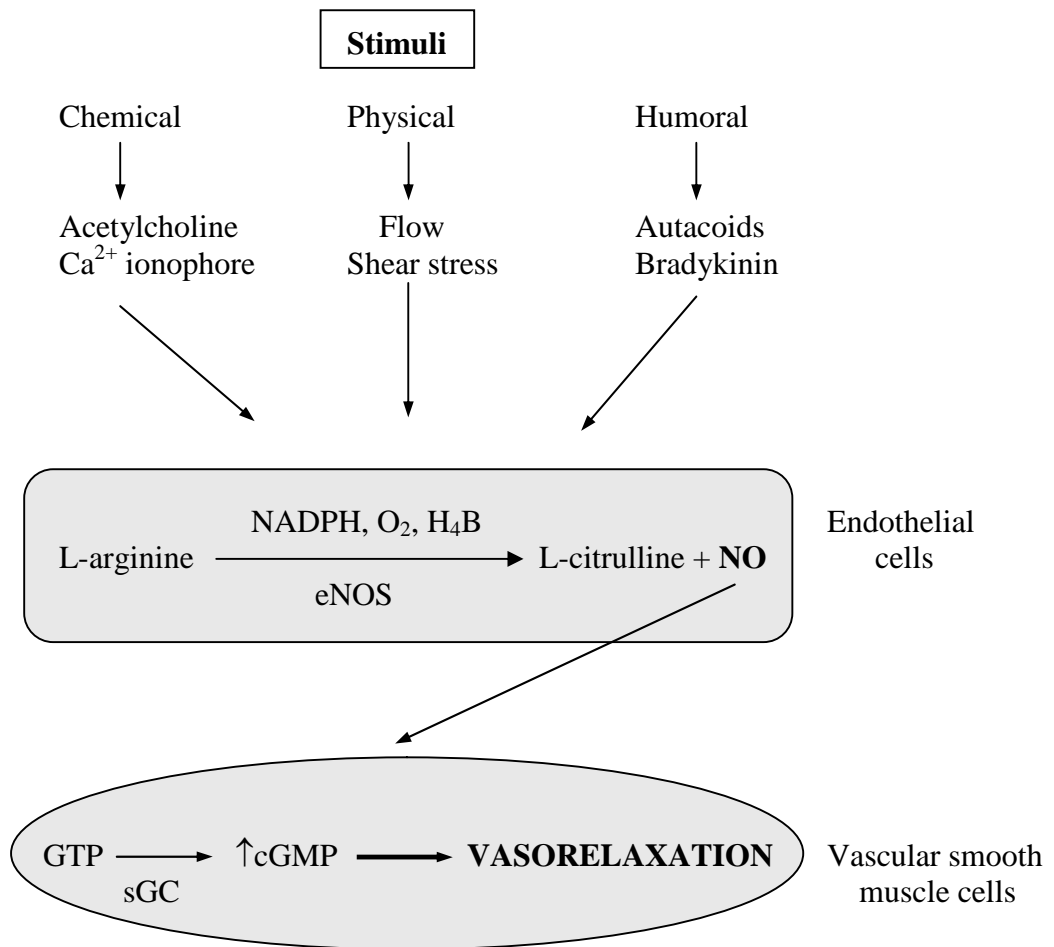 Stimuli
Chemical Physical Humoral
Acetylcholine Flow Autacoids
Ca²⁺ ionophore Shear stress Bradykinin
NADPH, O₂, H₄B
L-arginine L-citrulline + NO
eNOS
Endothelial
cells
GTP ↑cGMP VASORELAXATION
sGC
Vascular smooth
muscle cells